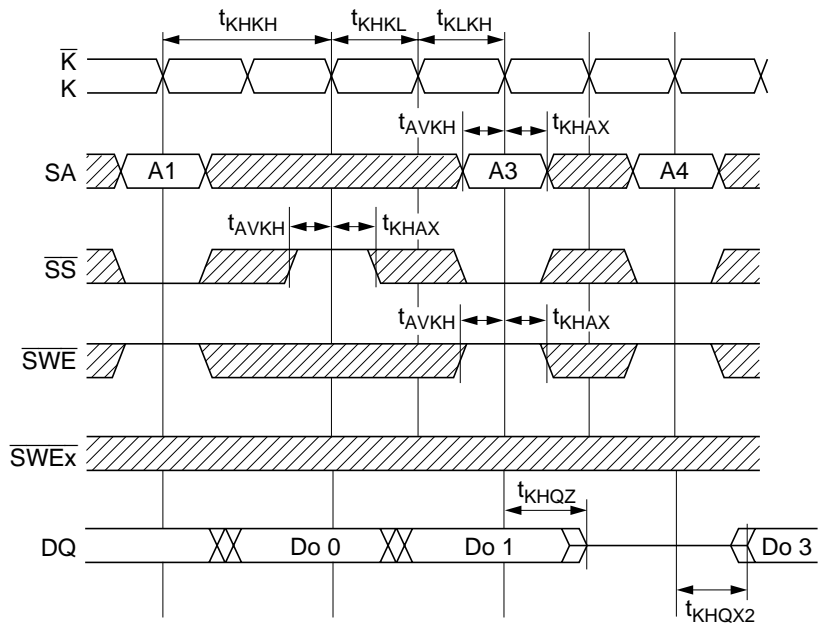 tKHKH tKHKL tKLKH
K̅
K
tAVKH tKHAX
SA A1 A3 A4
tAVKH tKHAX
S̅S̅
tAVKH tKHAX
S̅W̅E̅
S̅W̅E̅x̅
tKHQZ
DQ Do 0 Do 1 Do 3
tKHQX2